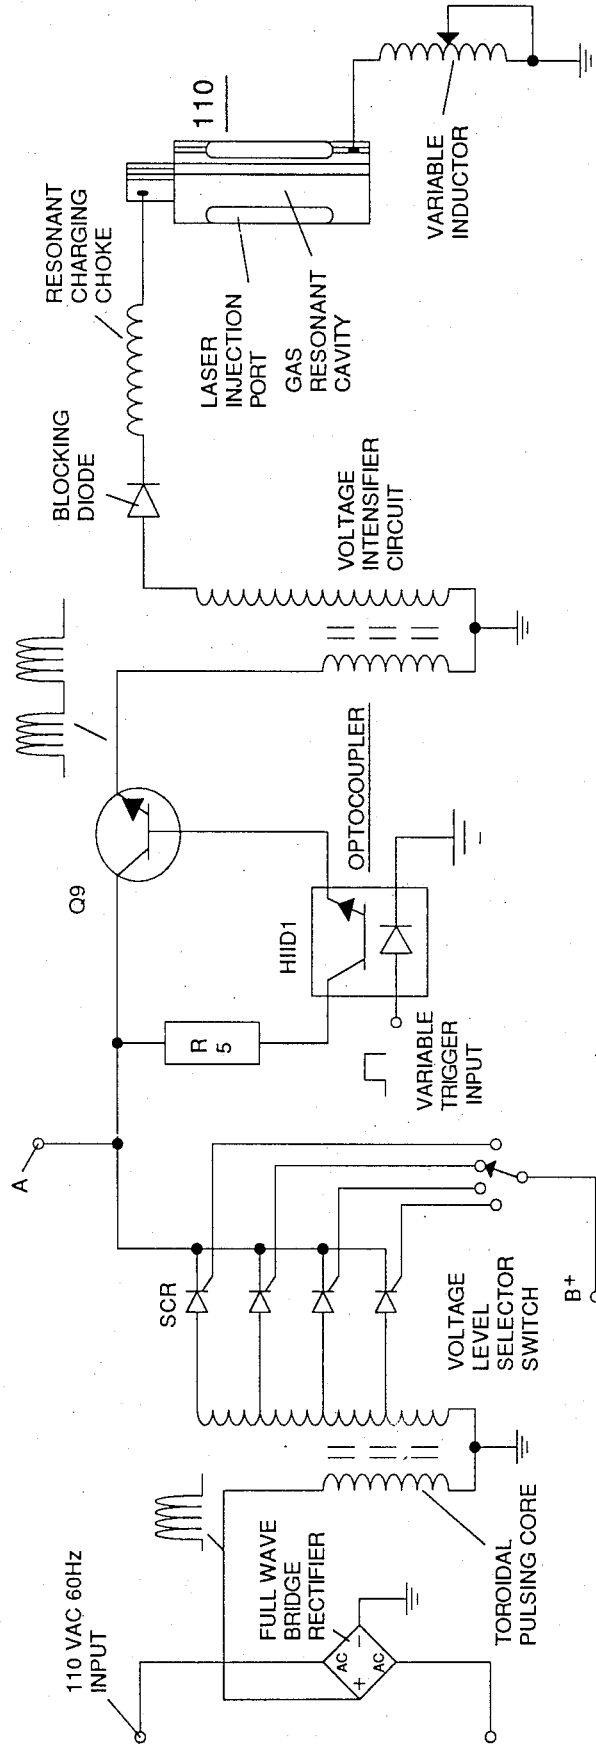 110 VAC 60Hz
INPUT
FULL WAVE
BRIDGE
RECTIFIER
AC
AC
+
−
TOROIDAL
PULSING CORE
SCR
VOLTAGE
LEVEL
SELECTOR
SWITCH
B+
A
R
5
VARIABLE
TRIGGER
INPUT
HIID1
OPTOCOUPLER
Q9
VOLTAGE
INTENSIFIER
CIRCUIT
BLOCKING
DIODE
RESONANT
CHARGING
CHOKE
LASER
INJECTION
PORT
GAS
RESONANT
CAVITY
110
VARIABLE
INDUCTOR